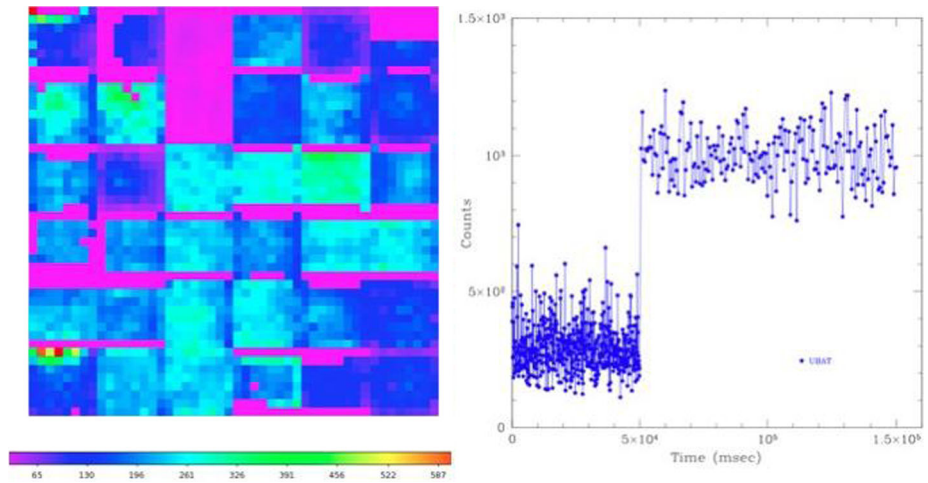 65 130 196 261 326 391 456 522 587
1.5×10³
10³
5×10²
0
Counts
UBAT
0 5×10⁴ 10⁵ 1.5×10⁵
Time (msec)